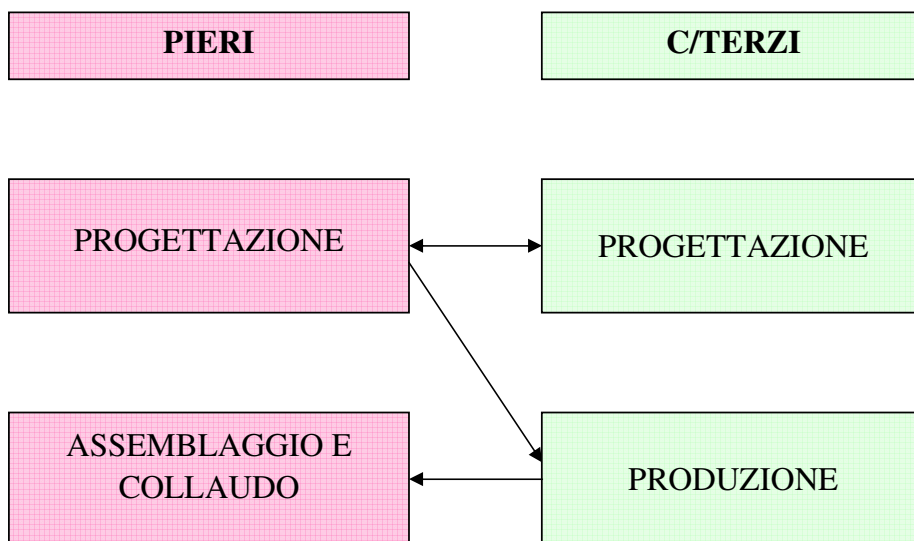 PIERI
C/TERZI
PROGETTAZIONE
PROGETTAZIONE
ASSEMBLAGGIO E
COLLAUDO
PRODUZIONE